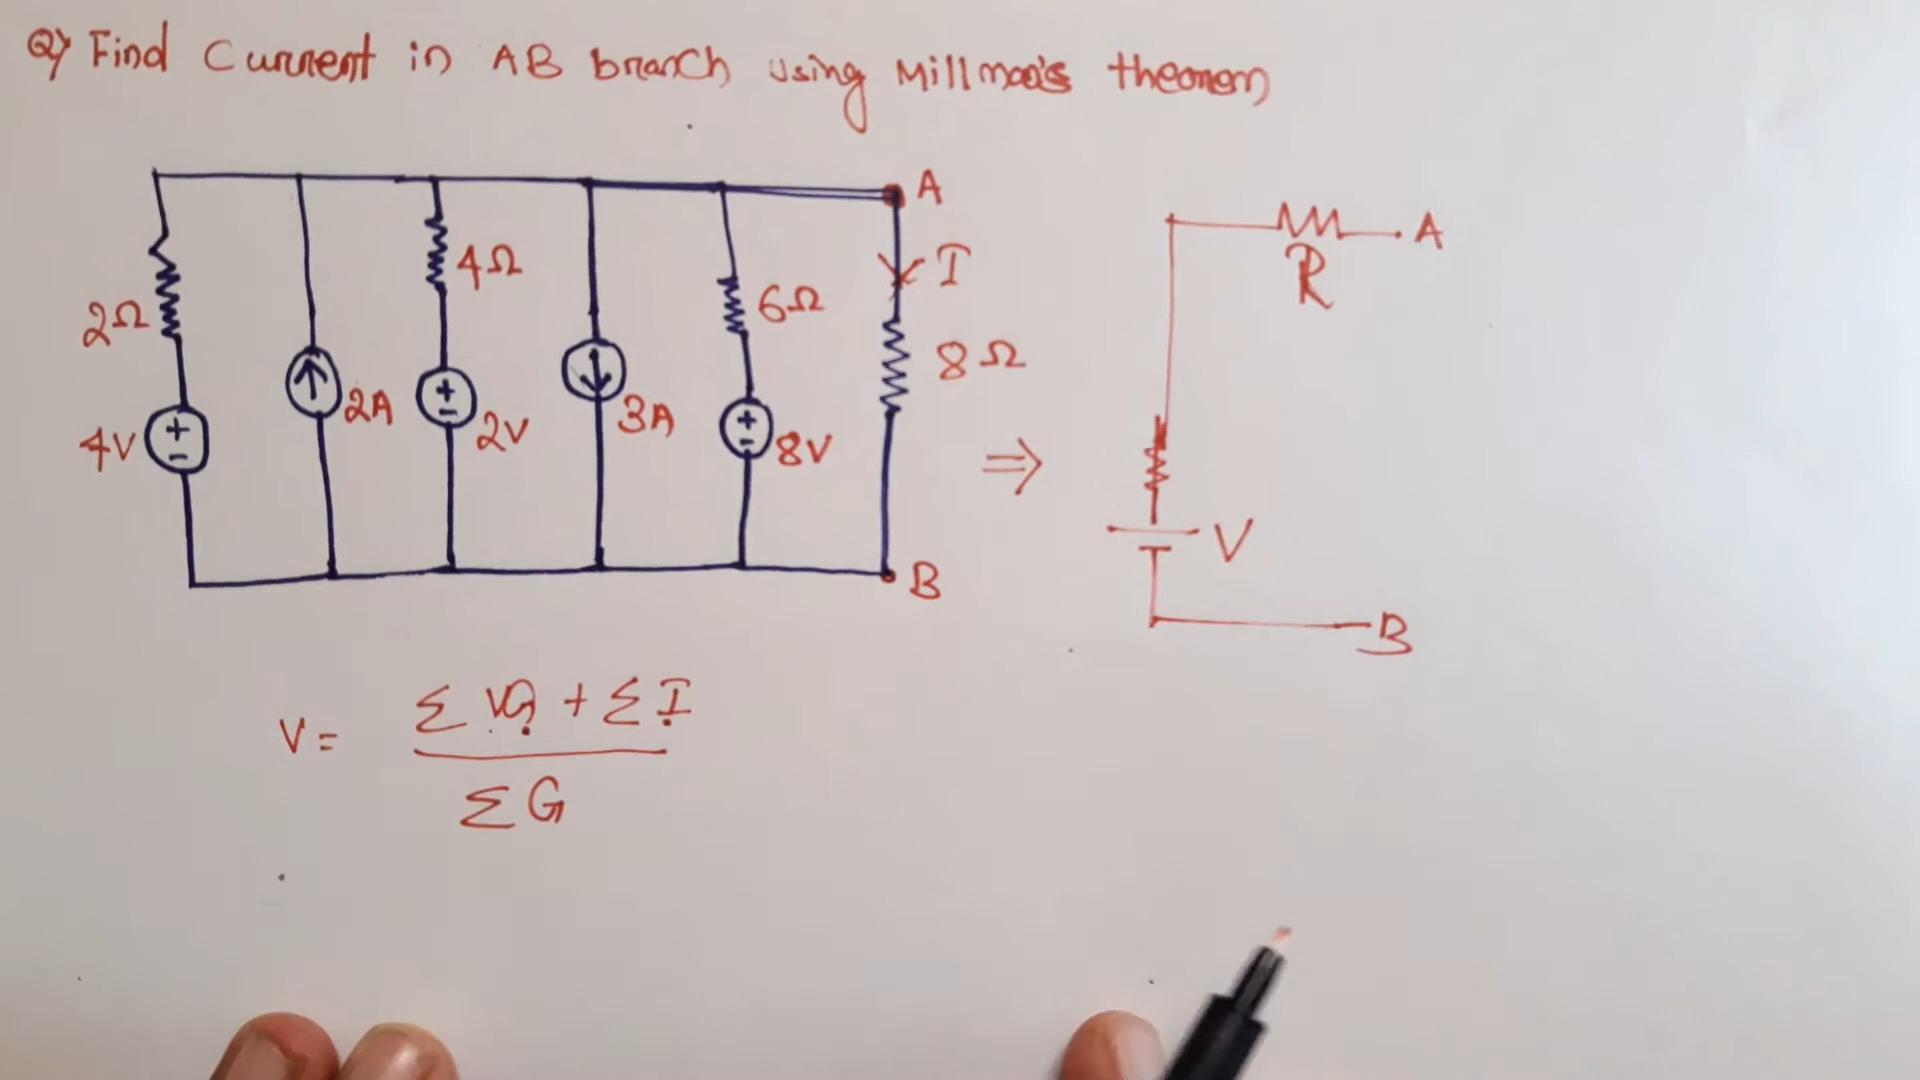 Q) Find Current in AB branch using Millman's theorem
A
I
2Ω
4Ω
6Ω
8Ω
4V
+
-
2A
+
-
2V
3A
+
-
8V
B
⇒
R
A
V
B
V = ΣVG + ΣI
ΣG